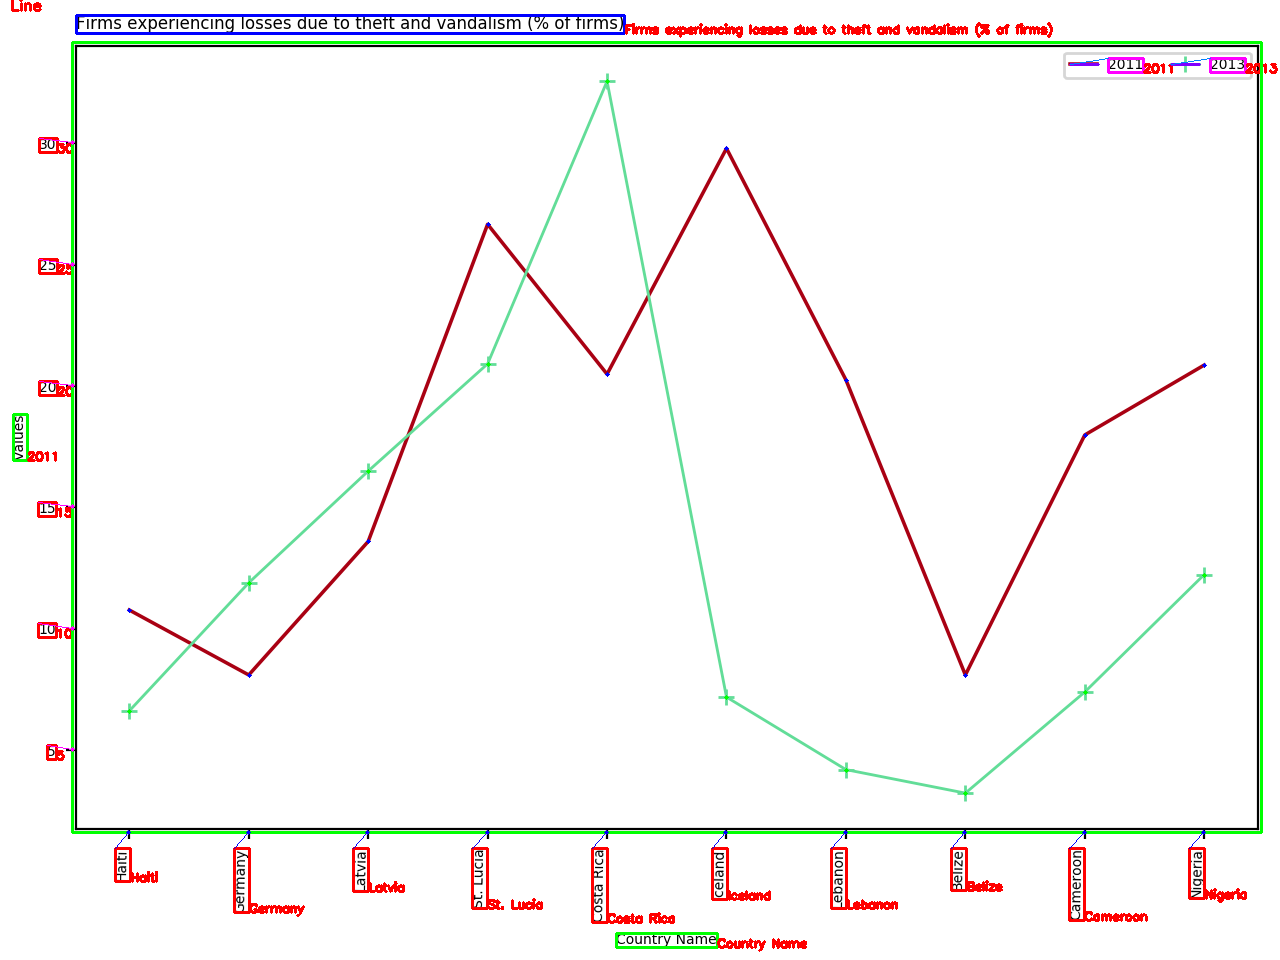 Line
Firms experiencing losses due to theft and vandalism (% of firms) Firms experiencing losses due to theft and vandalism (% of firms)
2011 2011 2013 2013
30 30
25 25
20 20
values 2011
15 15
10 10
5 5
Haiti Haiti
Germany Germany
Latvia Latvia
St. Lucia St. Lucia
Costa Rica Costa Rica
Iceland Iceland
Lebanon Lebanon
Belize Belize
Cameroon Cameroon
Nigeria Nigeria
Country Name Country Name